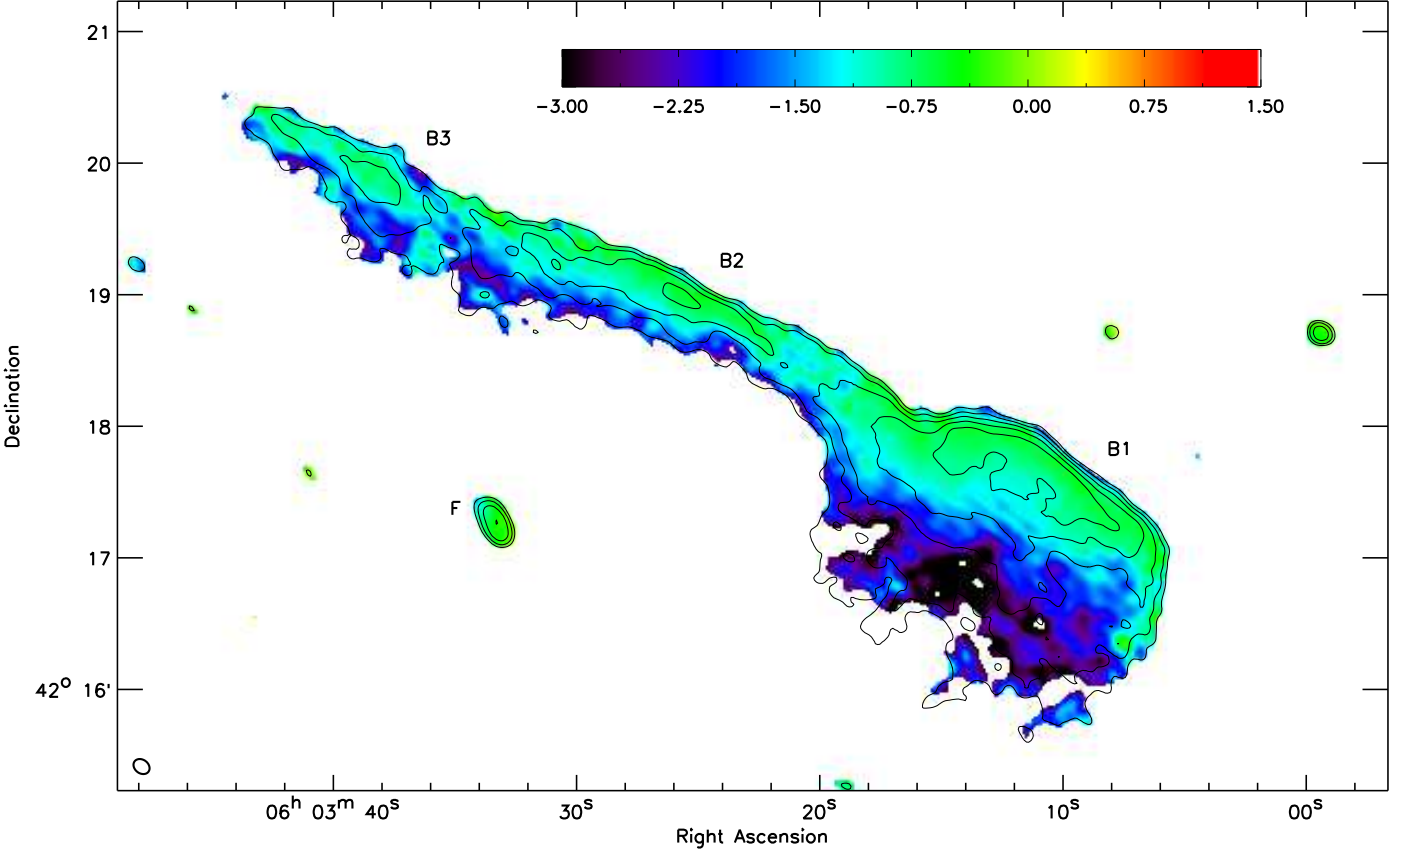 21
−3.00 −2.25 −1.50 −0.75 0.00 0.75 1.50
B3
20
B2
19
Declination
18
B1
F
17
42° 16'
06ʰ 03ᵐ 40ˢ 30ˢ 20ˢ 10ˢ 00ˢ
Right Ascension